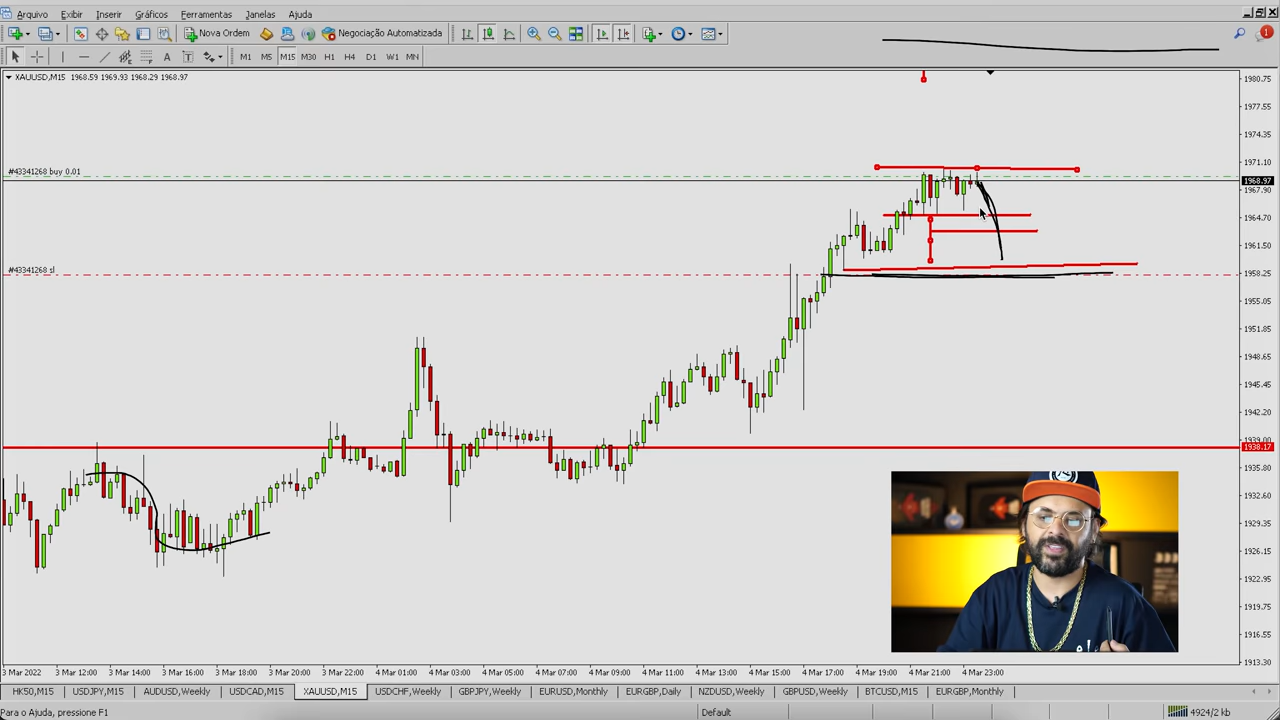 Arquivo Exibir Inserir Gráficos Ferramentas Janelas Ajuda
Nova Ordem Negociação Automatizada 1
A T M1 M5 M15 M30 H1 H4 D1 W1 MN
XAUUSD,M15 1968.59 1969.93 1968.29 1968.97
1980.75
1977.55
1974.35
1971.10
#43341268 buy 0.01
1968.97
1967.90
1964.70
1961.50
#43341268 sl
1958.25
1955.05
1951.85
1948.65
1945.45
1942.20
1939.00
1938.17
1935.80
1932.60
1929.35
1926.15
1922.95
1919.75
1916.55
1913.30
3 Mar 2022 3 Mar 12:00 3 Mar 14:00 3 Mar 16:00 3 Mar 18:00 3 Mar 20:00 3 Mar 22:00 4 Mar 01:00 4 Mar 03:00 4 Mar 05:00 4 Mar 07:00 4 Mar 09:00 4 Mar 11:00 4 Mar 13:00 4 Mar 15:00 4 Mar 17:00 4 Mar 19:00 4 Mar 21:00 4 Mar 23:00
HK50,M15 USDJPY,M15 AUDUSD,Weekly USDCAD,M15 XAUUSD,M15 USDCHF,Weekly GBPJPY,Weekly EURUSD,Monthly EURGBP,Daily NZDUSD,Weekly GBPUSD,Weekly BTCUSD,M15 EURGBP,Monthly
Para o Ajuda, pressione F1 Default 4924/2 kb